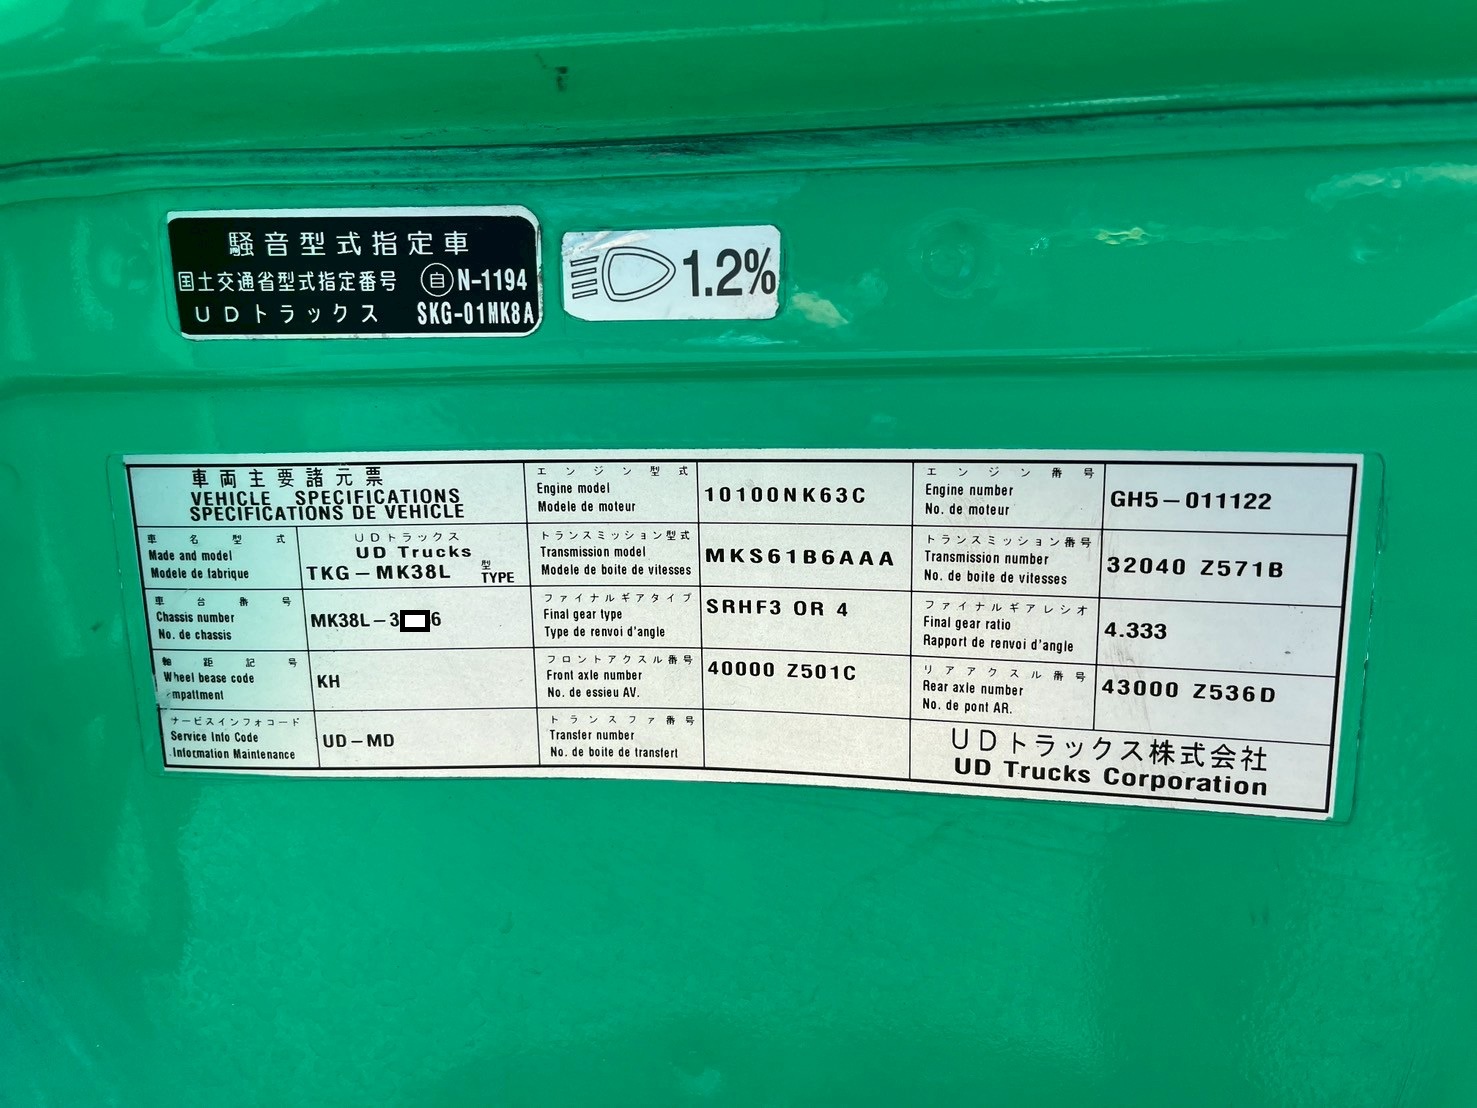 騒音型式指定車
国土交通省型式指定番号 自 N-1194
UDトラックス SKG-01MK8A
1.2%
車両主要諸元票
VEHICLE SPECIFICATIONS
SPECIFICATIONS DE VEHICLE
エンジン型式
Engine model
Modele de moteur
10100NK63C
エンジン番号
Engine number
No. de moteur
GH5-011122
車名型式
Made and model
Modele de fabrique
UDトラックス
UD Trucks
TKG-MK38L 型 TYPE
トランスミッション型式
Transmission model
Modele de boite de vitesses
MKS61B6AAA
トランスミッション番号
Transmission number
No. de boite de vitesses
32040 Z571B
車台番号
Chassis number
No. de chassis
MK38L-3 6
ファイナルギアタイプ
Final gear type
Type de renvoi d'angle
SRHF3 OR 4
ファイナルギアレシオ
Final gear ratio
Rapport de renvoi d'angle
4.333
軸距記号
Wheel bease code
mpattment
KH
フロントアクスル番号
Front axle number
No. de essieu AV.
40000 Z501C
リアアクスル番号
Rear axle number
No. de pont AR.
43000 Z536D
サービスインフォコード
Service Info Code
Information Maintenance
UD-MD
トランスファ番号
Transfer number
No. de boite de transfert
UDトラックス株式会社
UD Trucks Corporation